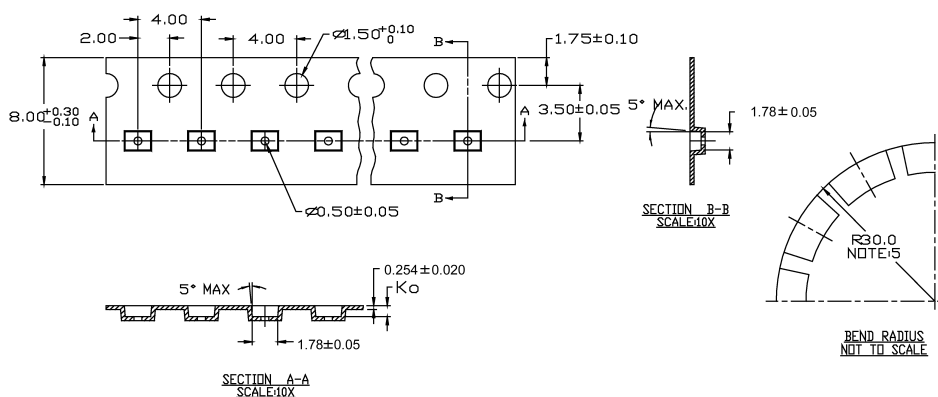 4.00
2.00
4.00
⌀1.50 +0.10 0
B
1.75±0.10
8.00 +0.30 -0.10
A
A
3.50±0.05
5° MAX.
1.78±0.05
B
⌀0.50±0.05
SECTION B-B
SCALE:10X
R30.0
NOTE:5
0.254±0.020
5° MAX
Ko
1.78±0.05
BEND RADIUS
NOT TO SCALE
SECTION A-A
SCALE:10X